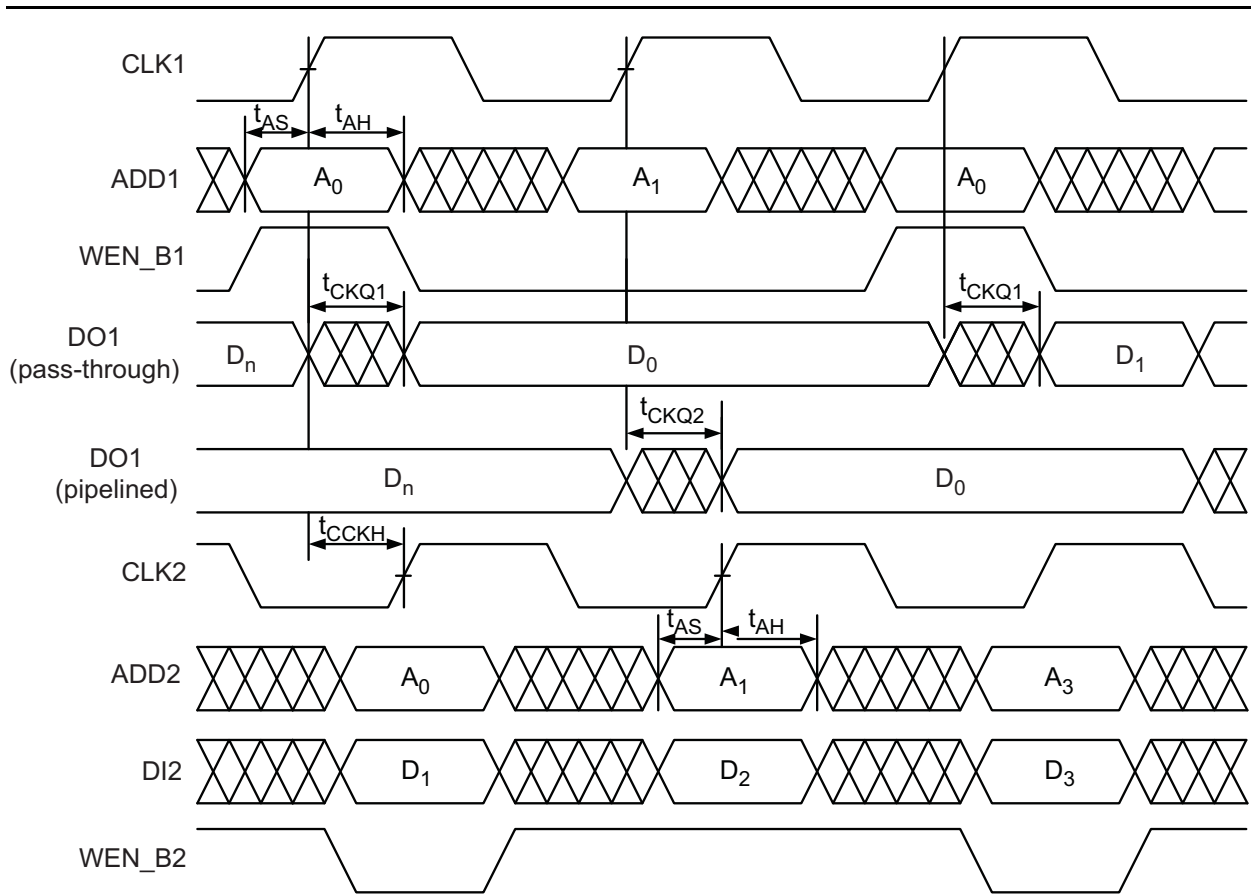 CLK1
tAS tAH
ADD1 A0 A1 A0
WEN_B1
tCKQ1 tCKQ1
DO1
(pass-through)
Dn D0 D1
tCKQ2
DO1
(pipelined)
Dn D0
tCCKH
CLK2
tAS tAH
ADD2 A0 A1 A3
DI2 D1 D2 D3
WEN_B2